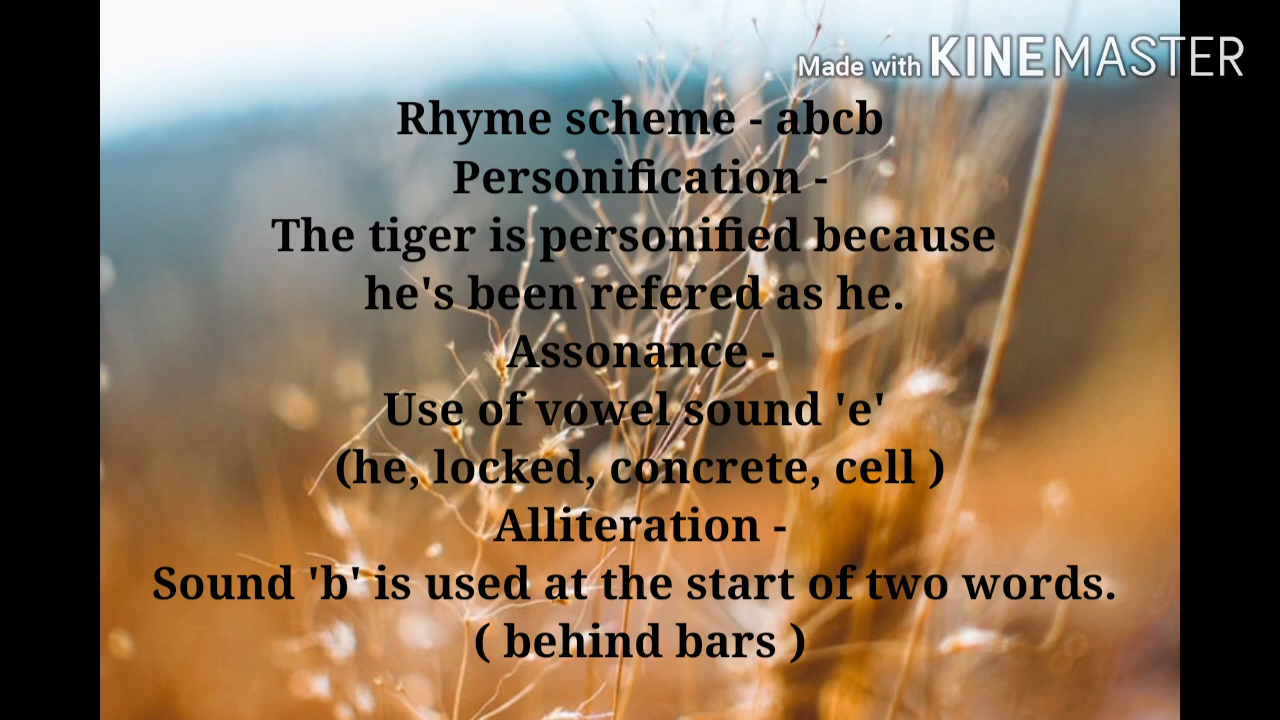 Made with KINEMASTER
Rhyme scheme - abcb
Personification -
The tiger is personified because
he's been refered as he.
Assonance -
Use of vowel sound 'e'
(he, locked, concrete, cell )
Alliteration -
Sound 'b' is used at the start of two words.
( behind bars )